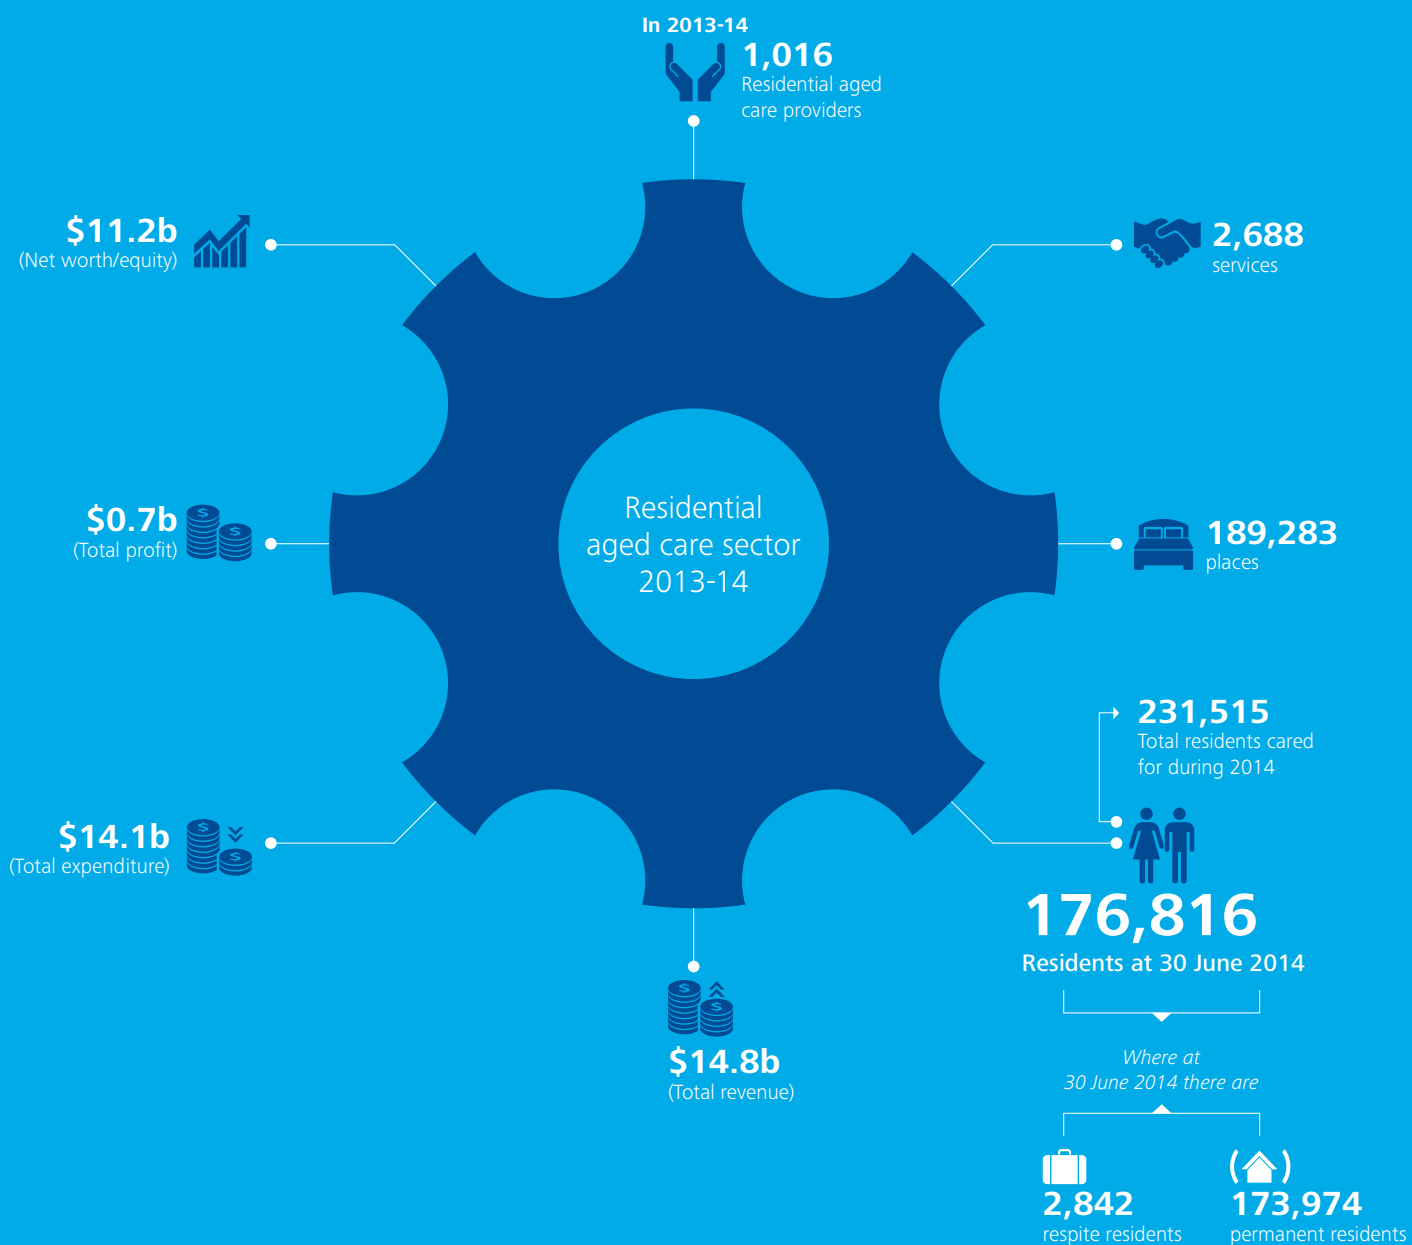 In 2013-14
1,016
Residential aged
care providers
$11.2b
(Net worth/equity)
2,688
services
$0.7b
(Total profit)
Residential
aged care sector
2013-14
189,283
places
231,515
Total residents cared
for during 2014
$14.1b
(Total expenditure)
176,816
Residents at 30 June 2014
$14.8b
(Total revenue)
Where at
30 June 2014 there are
2,842
respite residents
173,974
permanent residents